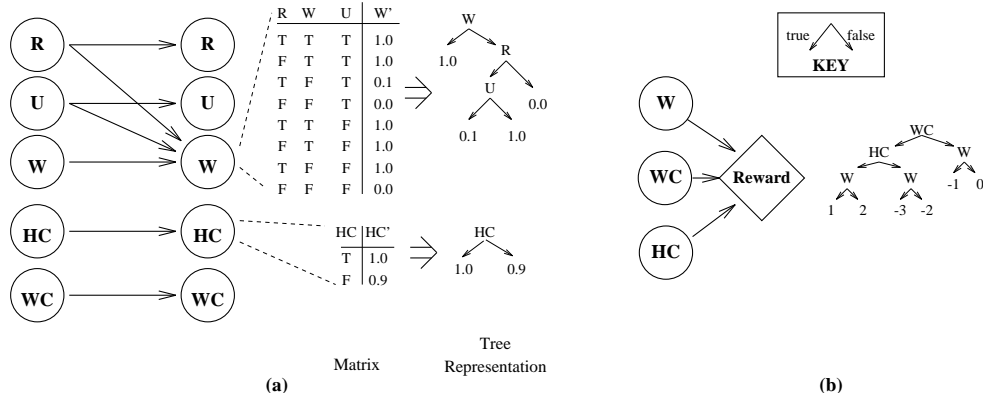 R
R
U
U
W
W
HC
HC
WC
WC
R W U W'
T T T 1.0
F T T 1.0
T F T 0.1
F F T 0.0
T T F 1.0
F T F 1.0
T F F 1.0
F F F 0.0
W
1.0 R
U 0.0
0.1 1.0
HC HC'
T 1.0
F 0.9
HC
1.0 0.9
Matrix
Tree
Representation
(a)
true false
KEY
W
WC
HC
Reward
WC
HC W
W W -1 0
1 2 -3 -2
(b)